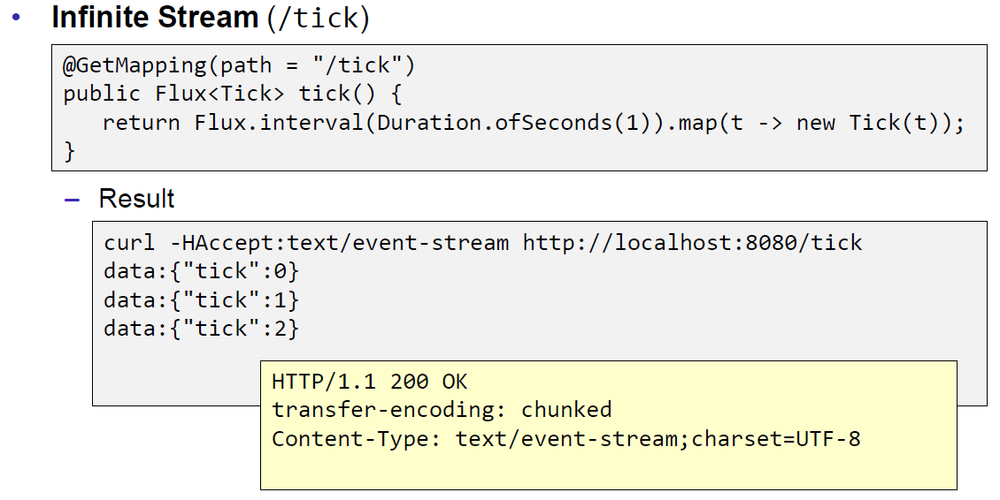 • Infinite Stream (/tick)
@GetMapping(path = "/tick")
public Flux<Tick> tick() {
   return Flux.interval(Duration.ofSeconds(1)).map(t -> new Tick(t));
}
– Result
curl -HAccept:text/event-stream http://localhost:8080/tick
data:{"tick":0}
data:{"tick":1}
data:{"tick":2}
HTTP/1.1 200 OK
transfer-encoding: chunked
Content-Type: text/event-stream;charset=UTF-8